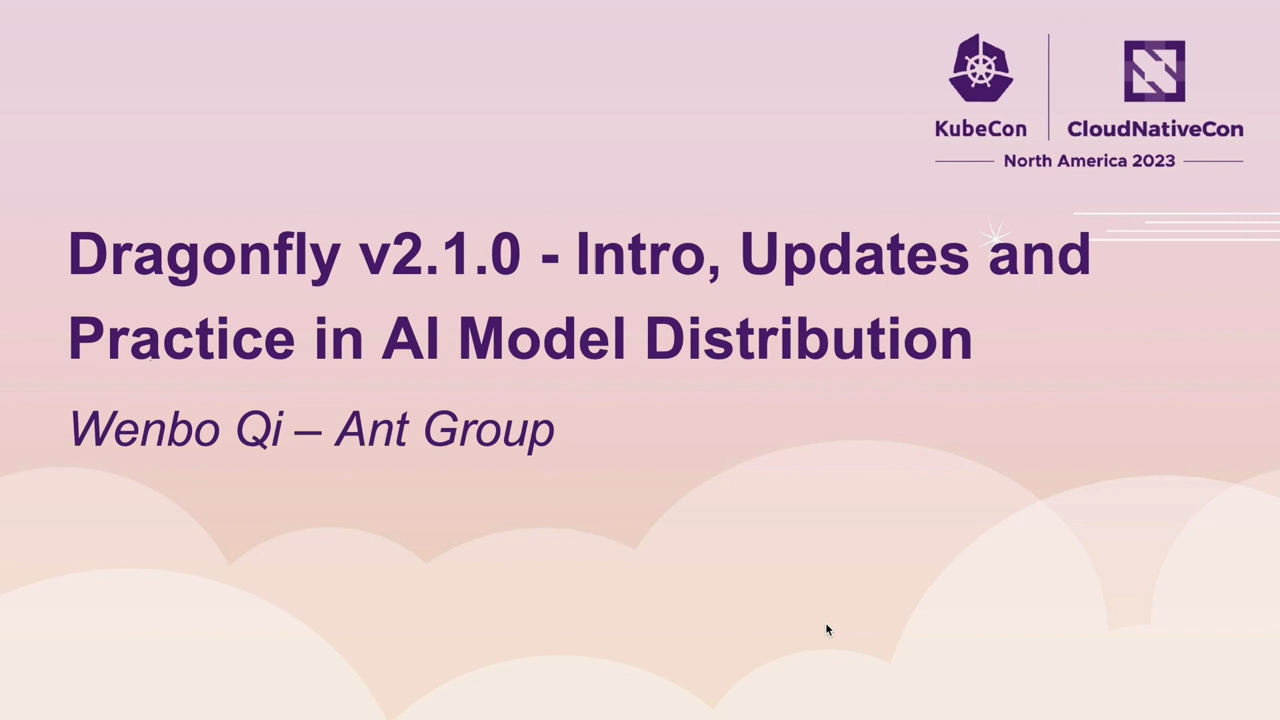 KubeCon
CloudNativeCon
North America 2023
Dragonfly v2.1.0 - Intro, Updates and
Practice in AI Model Distribution
Wenbo Qi – Ant Group